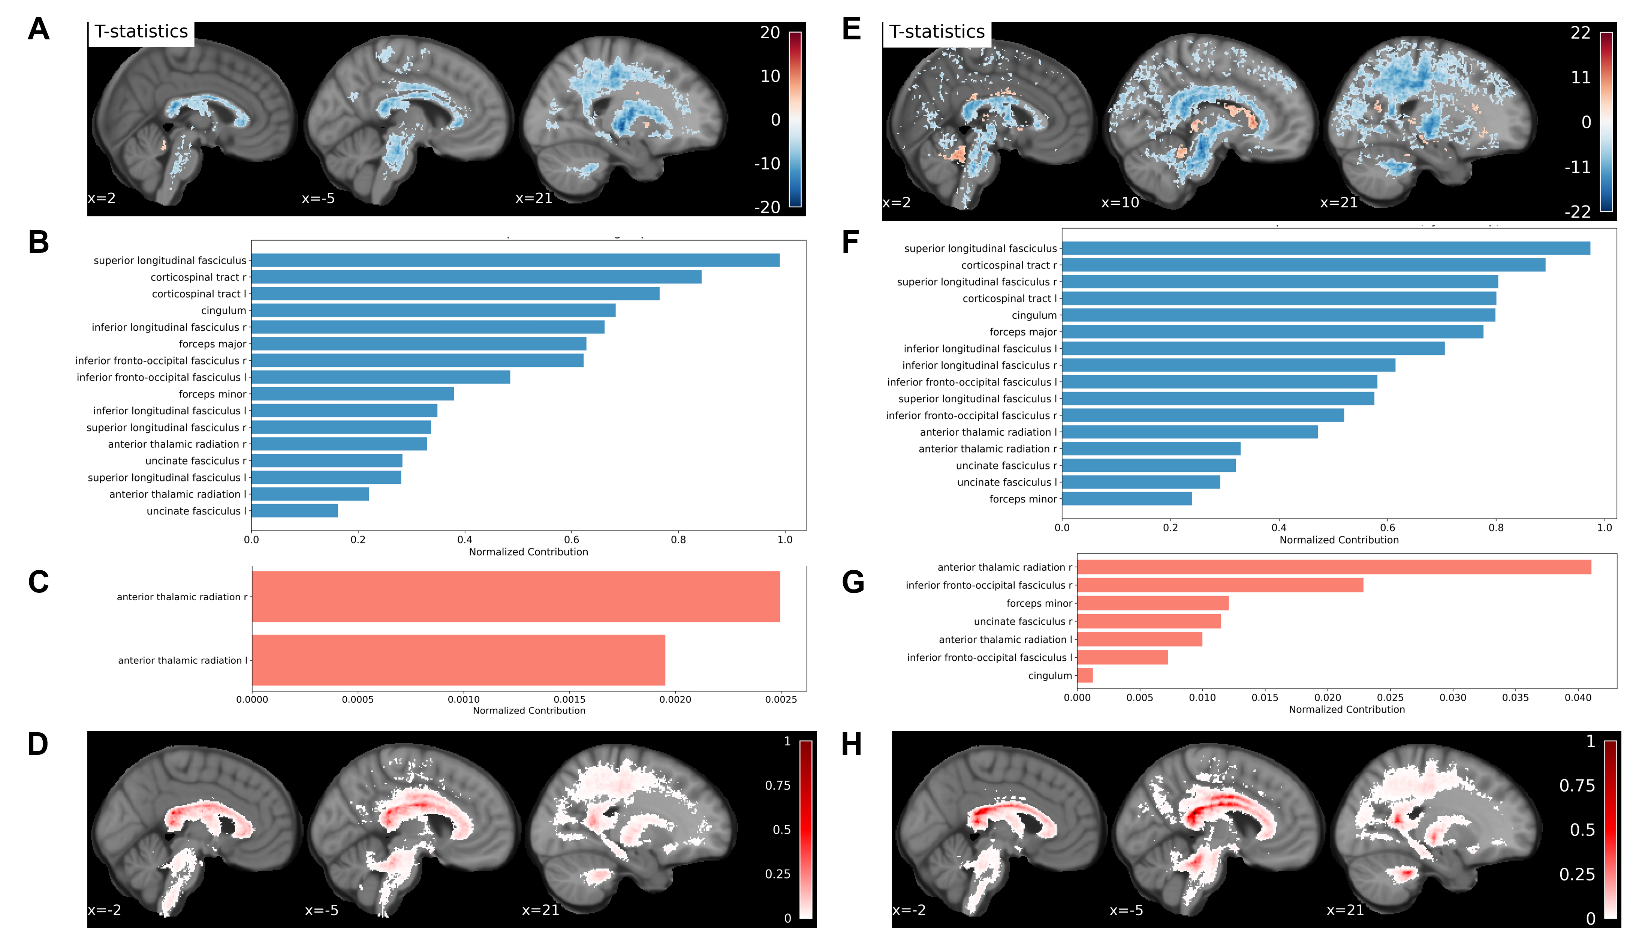 A
T-statistics
20
10
0
-10
-20
x=2
x=-5
x=21
B
superior longitudinal fasciculus
corticospinal tract r
corticospinal tract l
cingulum
inferior longitudinal fasciculus r
forceps major
inferior fronto-occipital fasciculus r
inferior fronto-occipital fasciculus l
forceps minor
inferior longitudinal fasciculus l
superior longitudinal fasciculus r
anterior thalamic radiation r
uncinate fasciculus r
superior longitudinal fasciculus l
anterior thalamic radiation l
uncinate fasciculus l
0.0 0.2 0.4 0.6 0.8 1.0
Normalized Contribution
C
anterior thalamic radiation r
anterior thalamic radiation l
0.0000 0.0005 0.0010 0.0015 0.0020 0.0025
Normalized Contribution
D
1
0.75
0.5
0.25
0
x=-2
x=-5
x=21
E
T-statistics
22
11
0
-11
-22
x=2
x=10
x=21
F
superior longitudinal fasciculus
corticospinal tract r
superior longitudinal fasciculus r
corticospinal tract l
cingulum
forceps major
inferior longitudinal fasciculus l
inferior longitudinal fasciculus r
inferior fronto-occipital fasciculus l
superior longitudinal fasciculus l
inferior fronto-occipital fasciculus r
anterior thalamic radiation l
anterior thalamic radiation r
uncinate fasciculus r
uncinate fasciculus l
forceps minor
0.0 0.2 0.4 0.6 0.8 1.0
Normalized Contribution
G
anterior thalamic radiation r
inferior fronto-occipital fasciculus r
forceps minor
uncinate fasciculus r
anterior thalamic radiation l
inferior fronto-occipital fasciculus l
cingulum
0.000 0.005 0.010 0.015 0.020 0.025 0.030 0.035 0.040
Normalized Contribution
H
1
0.75
0.5
0.25
0
x=-2
x=-5
x=21